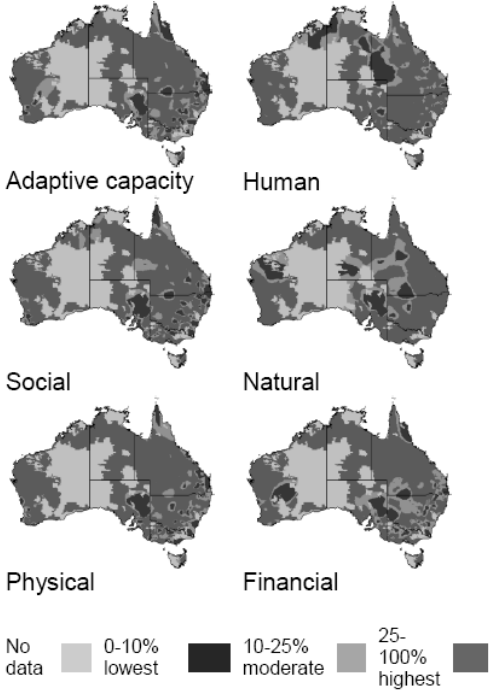 Adaptive capacity
Human
Social
Natural
Physical
Financial
No data
0-10% lowest
10-25% moderate
25-100% highest